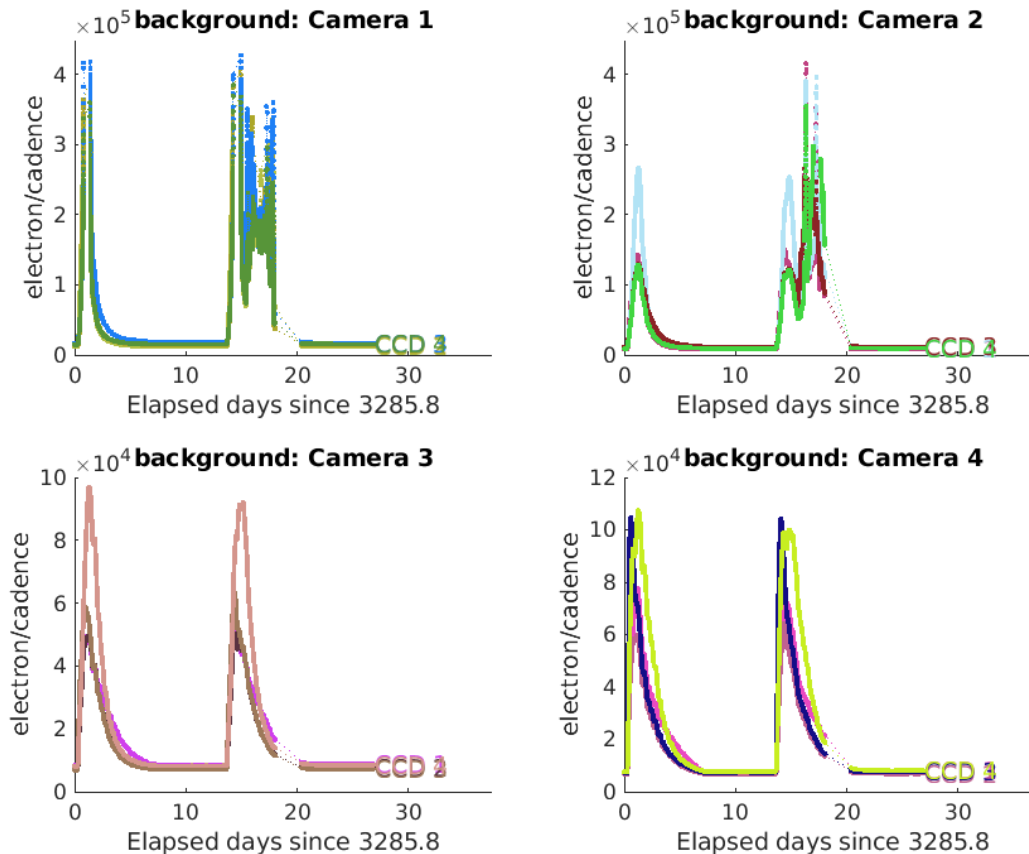 ×10⁵ background: Camera 1
electron/cadence
4
3
2
1
0
0 10 20 30
CCD
Elapsed days since 3285.8
×10⁵ background: Camera 2
electron/cadence
4
3
2
1
0
0 10 20 30
CCD
Elapsed days since 3285.8
×10⁴ background: Camera 3
electron/cadence
10
8
6
4
2
0
0 10 20 30
CCD
Elapsed days since 3285.8
×10⁴ background: Camera 4
electron/cadence
12
10
8
6
4
2
0
0 10 20 30
CCD
Elapsed days since 3285.8